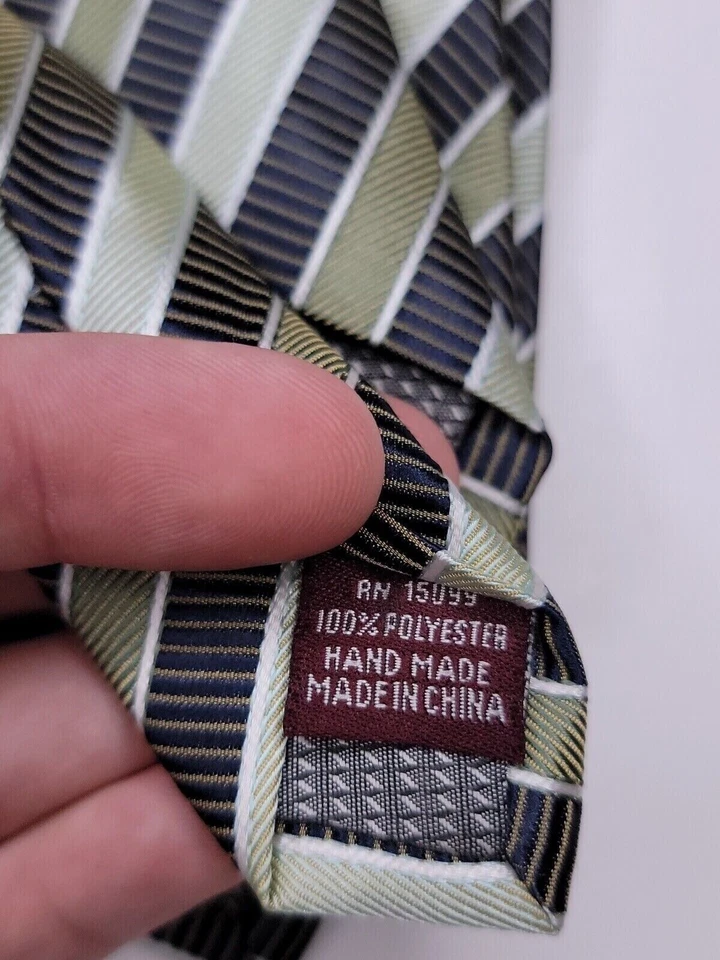 RN 15099
100% POLYESTER
HAND MADE
MADE IN CHINA